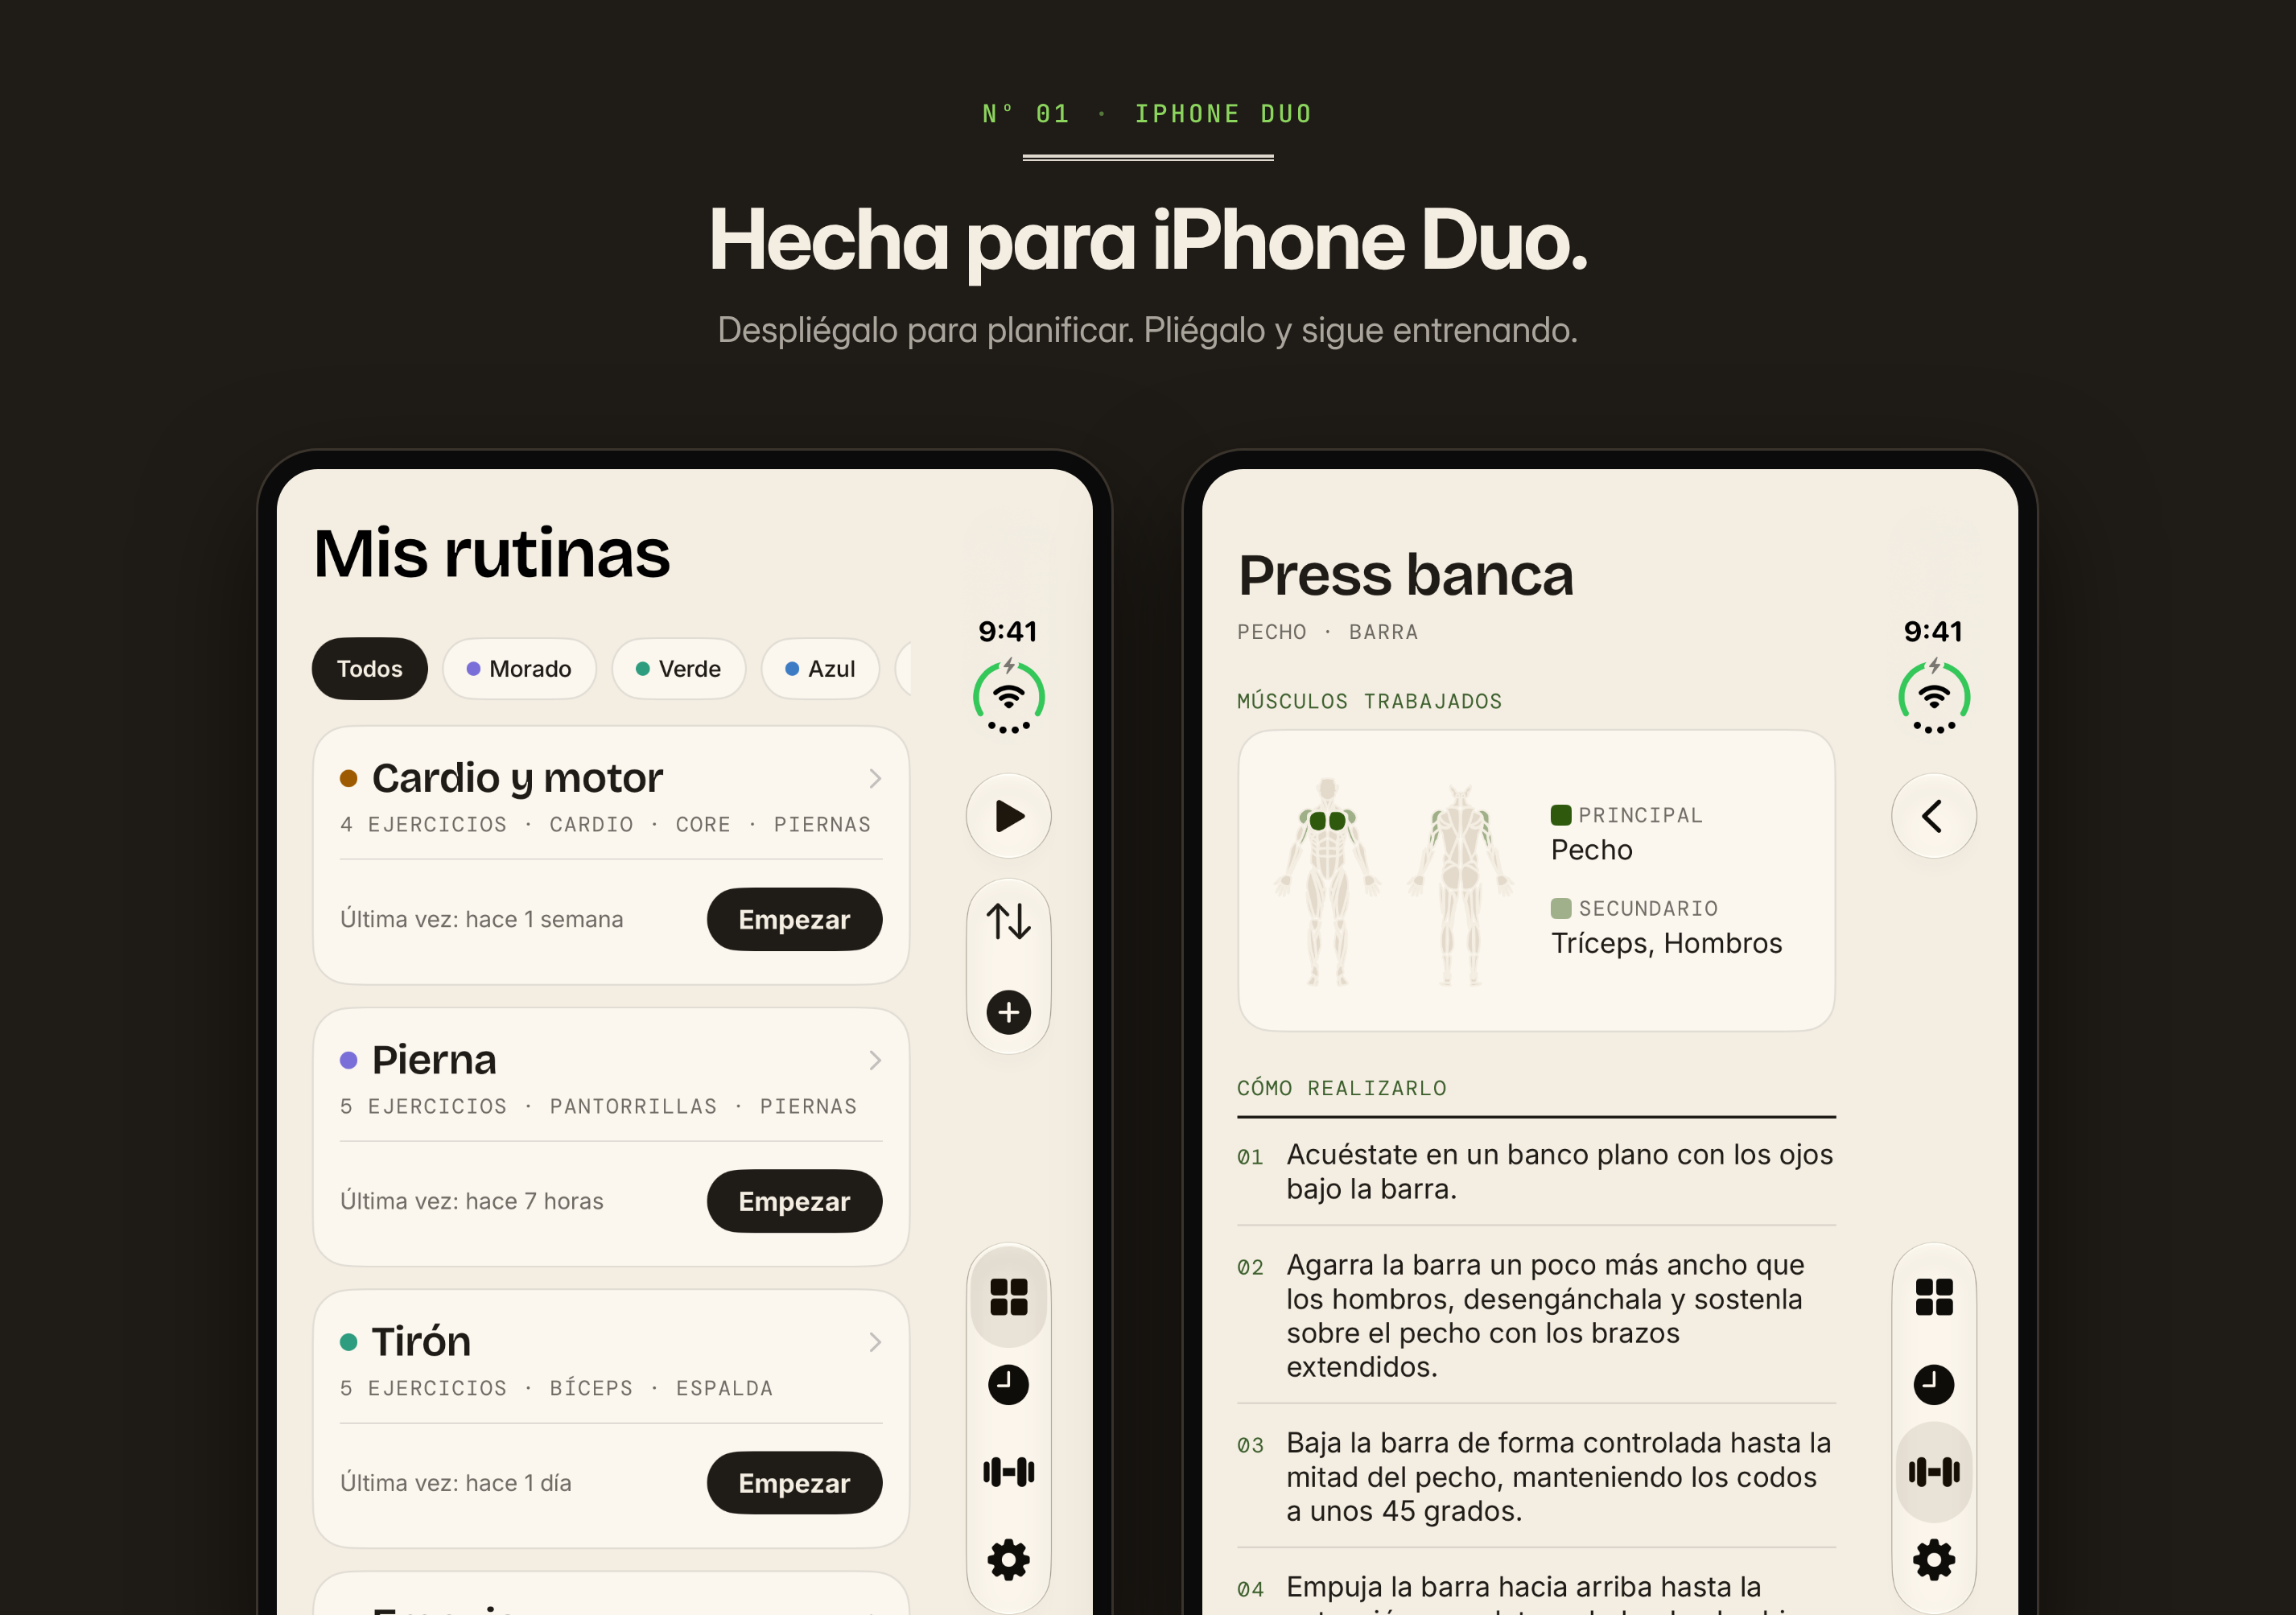 N° 01 · IPHONE DUO
Hecha para iPhone Duo.
Despliégalo para planificar. Pliégalo y sigue entrenando.
Mis rutinas
9:41
Todos
Morado
Verde
Azul
Cardio y motor
4 EJERCICIOS · CARDIO · CORE · PIERNAS
Última vez: hace 1 semana
Empezar
Pierna
5 EJERCICIOS · PANTORRILLAS · PIERNAS
Última vez: hace 7 horas
Empezar
Tirón
5 EJERCICIOS · BÍCEPS · ESPALDA
Última vez: hace 1 día
Empezar
Press banca
PECHO · BARRA
9:41
MÚSCULOS TRABAJADOS
PRINCIPAL
Pecho
SECUNDARIO
Tríceps, Hombros
CÓMO REALIZARLO
01 Acuéstate en un banco plano con los ojos
bajo la barra.
02 Agarra la barra un poco más ancho que
los hombros, desengánchala y sostenla
sobre el pecho con los brazos
extendidos.
03 Baja la barra de forma controlada hasta la
mitad del pecho, manteniendo los codos
a unos 45 grados.
04 Empuja la barra hacia arriba hasta la